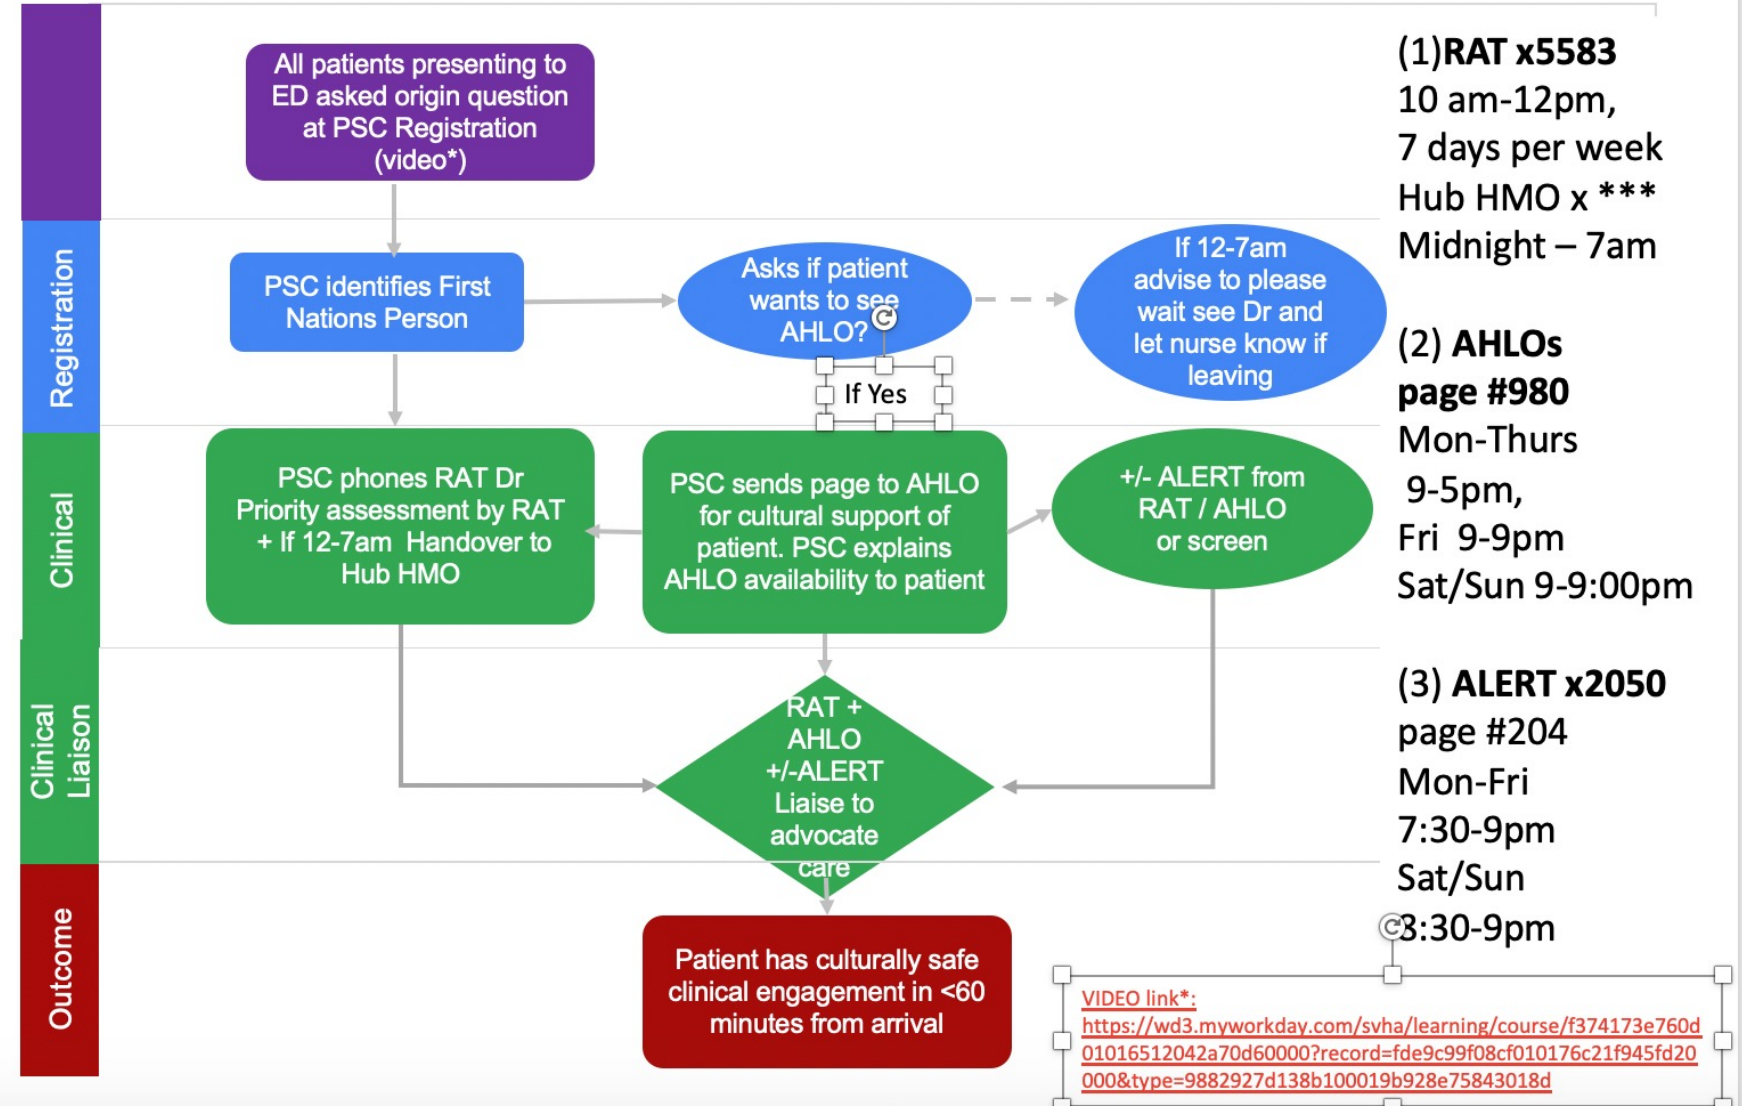 All patients presenting to
ED asked origin question
at PSC Registration
(video*)
Registration
PSC identifies First
Nations Person
Asks if patient
wants to see
AHLO?
If 12-7am
advise to please
wait see Dr and
let nurse know if
leaving
If Yes
Clinical
PSC phones RAT Dr
Priority assessment by RAT
+ If 12-7am Handover to
Hub HMO
PSC sends page to AHLO
for cultural support of
patient. PSC explains
AHLO availability to patient
+/- ALERT from
RAT / AHLO
or screen
Clinical
Liaison
RAT +
AHLO
+/-ALERT
Liaise to
advocate
care
Outcome
Patient has culturally safe
clinical engagement in <60
minutes from arrival
(1)RAT x5583
10 am-12pm,
7 days per week
Hub HMO x ***
Midnight – 7am
(2) AHLOs
page #980
Mon-Thurs
9-5pm,
Fri 9-9pm
Sat/Sun 9-9:00pm
(3) ALERT x2050
page #204
Mon-Fri
7:30-9pm
Sat/Sun
8:30-9pm
VIDEO link*:
https://wd3.myworkday.com/svha/learning/course/f374173e760d
01016512042a70d60000?record=fde9c99f08cf010176c21f945fd20
000&type=9882927d138b100019b928e75843018d